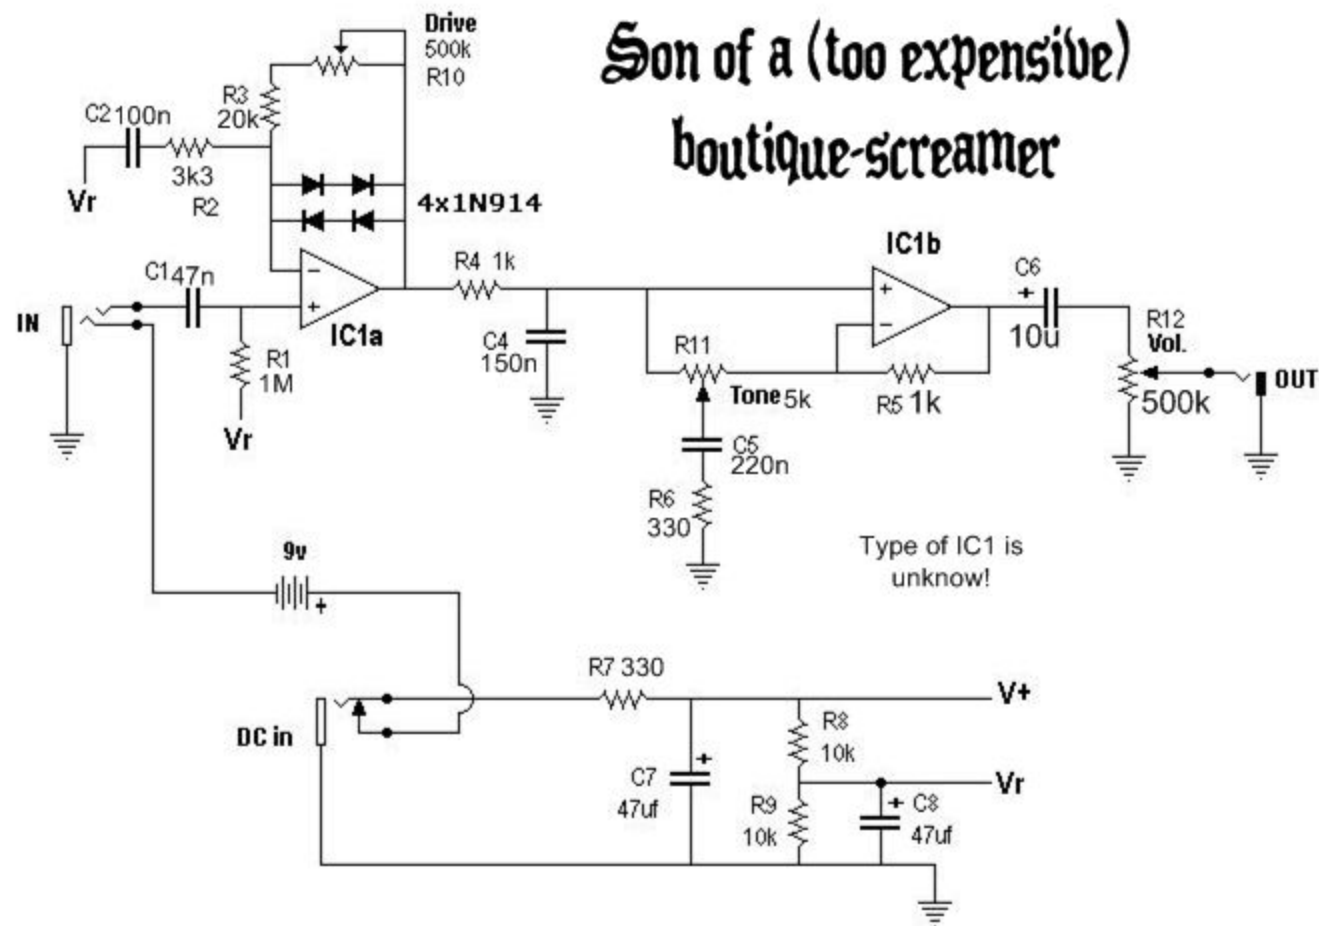 Son of a (too expensive)
boutique-screamer
Drive
500k
R10
R3
20k
C2 100n
3k3
R2
Vr
4x1N914
C1 47n
IN
R1
1M
Vr
IC1a
R4 1k
C4
150n
R11
Tone 5k
C5
220n
R6
330
IC1b
R5 1k
C6
+
10u
R12
Vol.
500k
OUT
Type of IC1 is
unknow!
9v
+
DC in
R7 330
V+
R8
10k
Vr
C7
+
47uf
R9
10k
+ C8
47uf